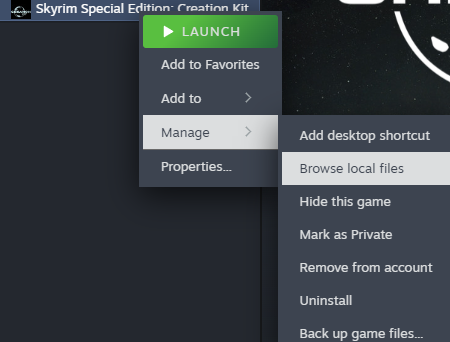 Skyrim Special Edition: Creation Kit
LAUNCH
Add to Favorites
Add to
Manage
Properties...
Add desktop shortcut
Browse local files
Hide this game
Mark as Private
Remove from account
Uninstall
Back up game files...